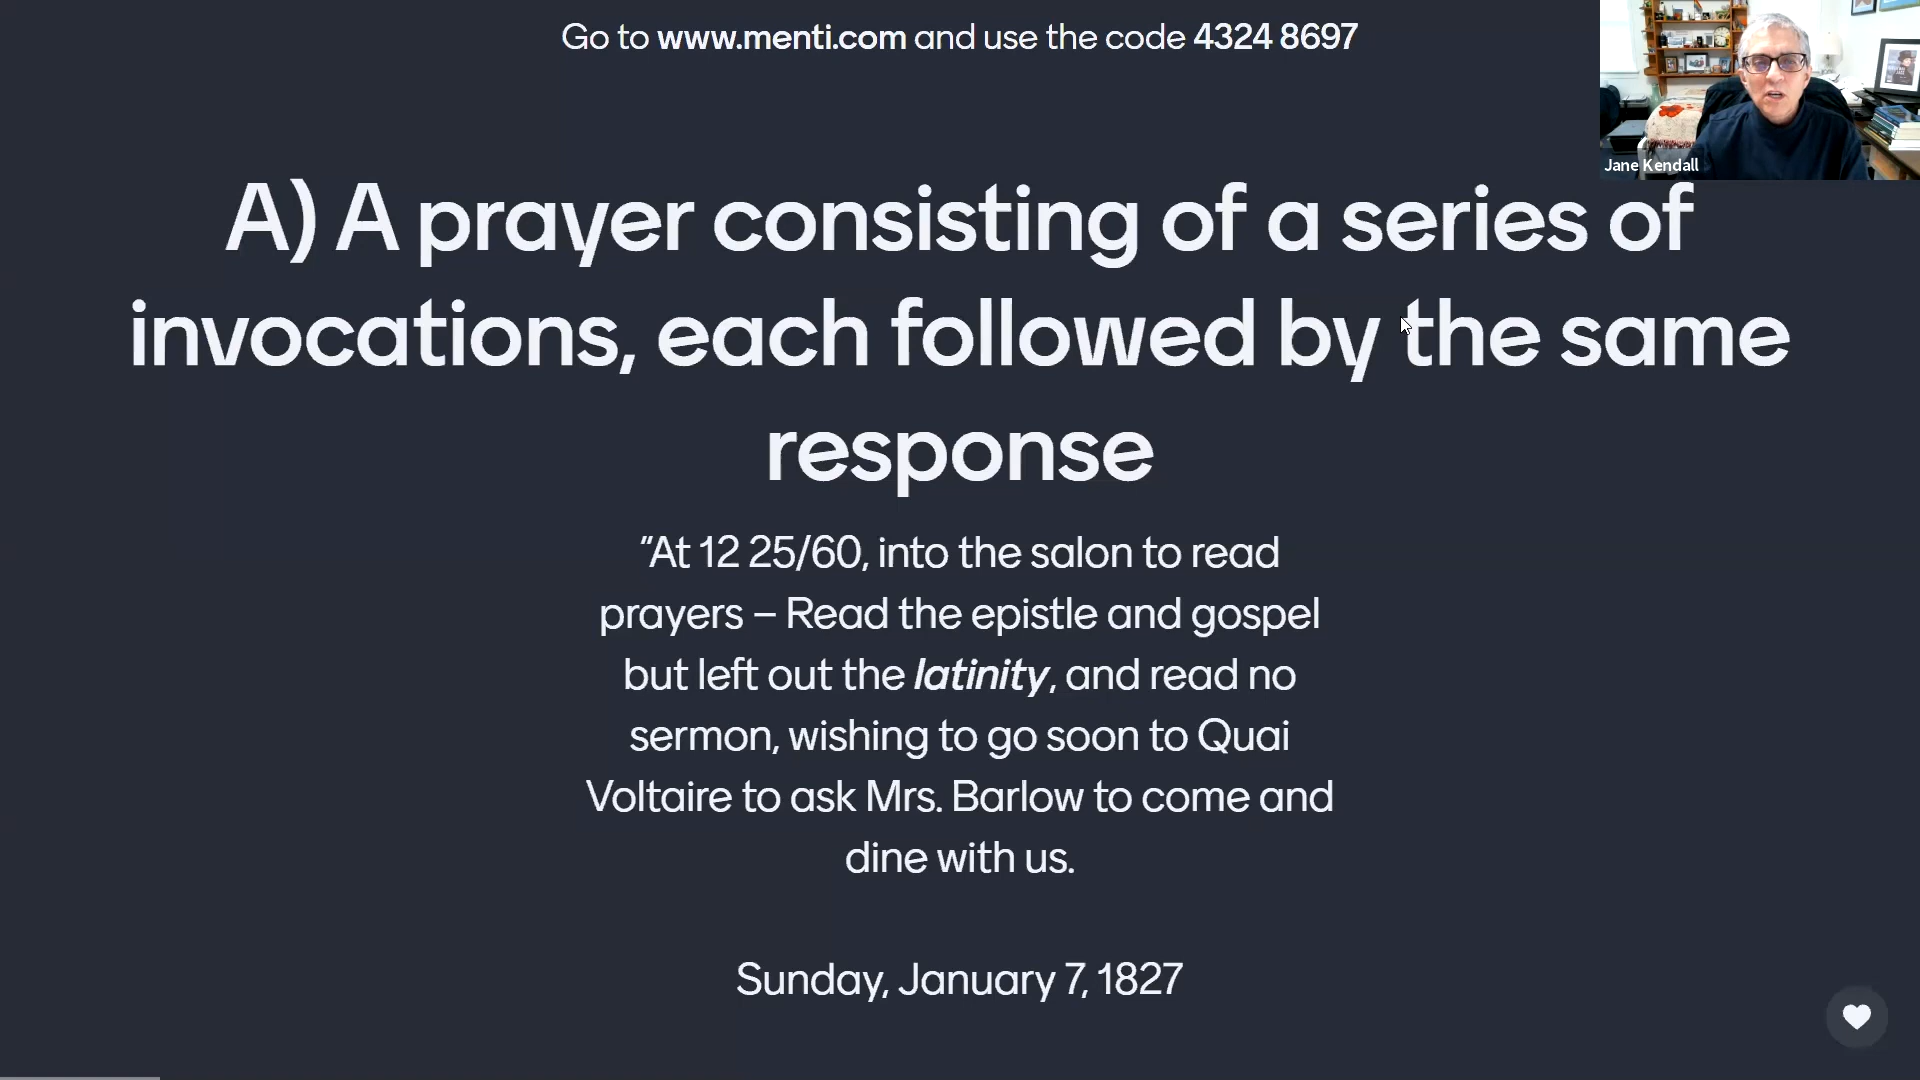 Go to www.menti.com and use the code 4324 8697
Jane Kendall
A) A prayer consisting of a series of
invocations, each followed by the same
response
"At 12 25/60, into the salon to read
prayers – Read the epistle and gospel
but left out the latinity, and read no
sermon, wishing to go soon to Quai
Voltaire to ask Mrs. Barlow to come and
dine with us.
Sunday, January 7, 1827